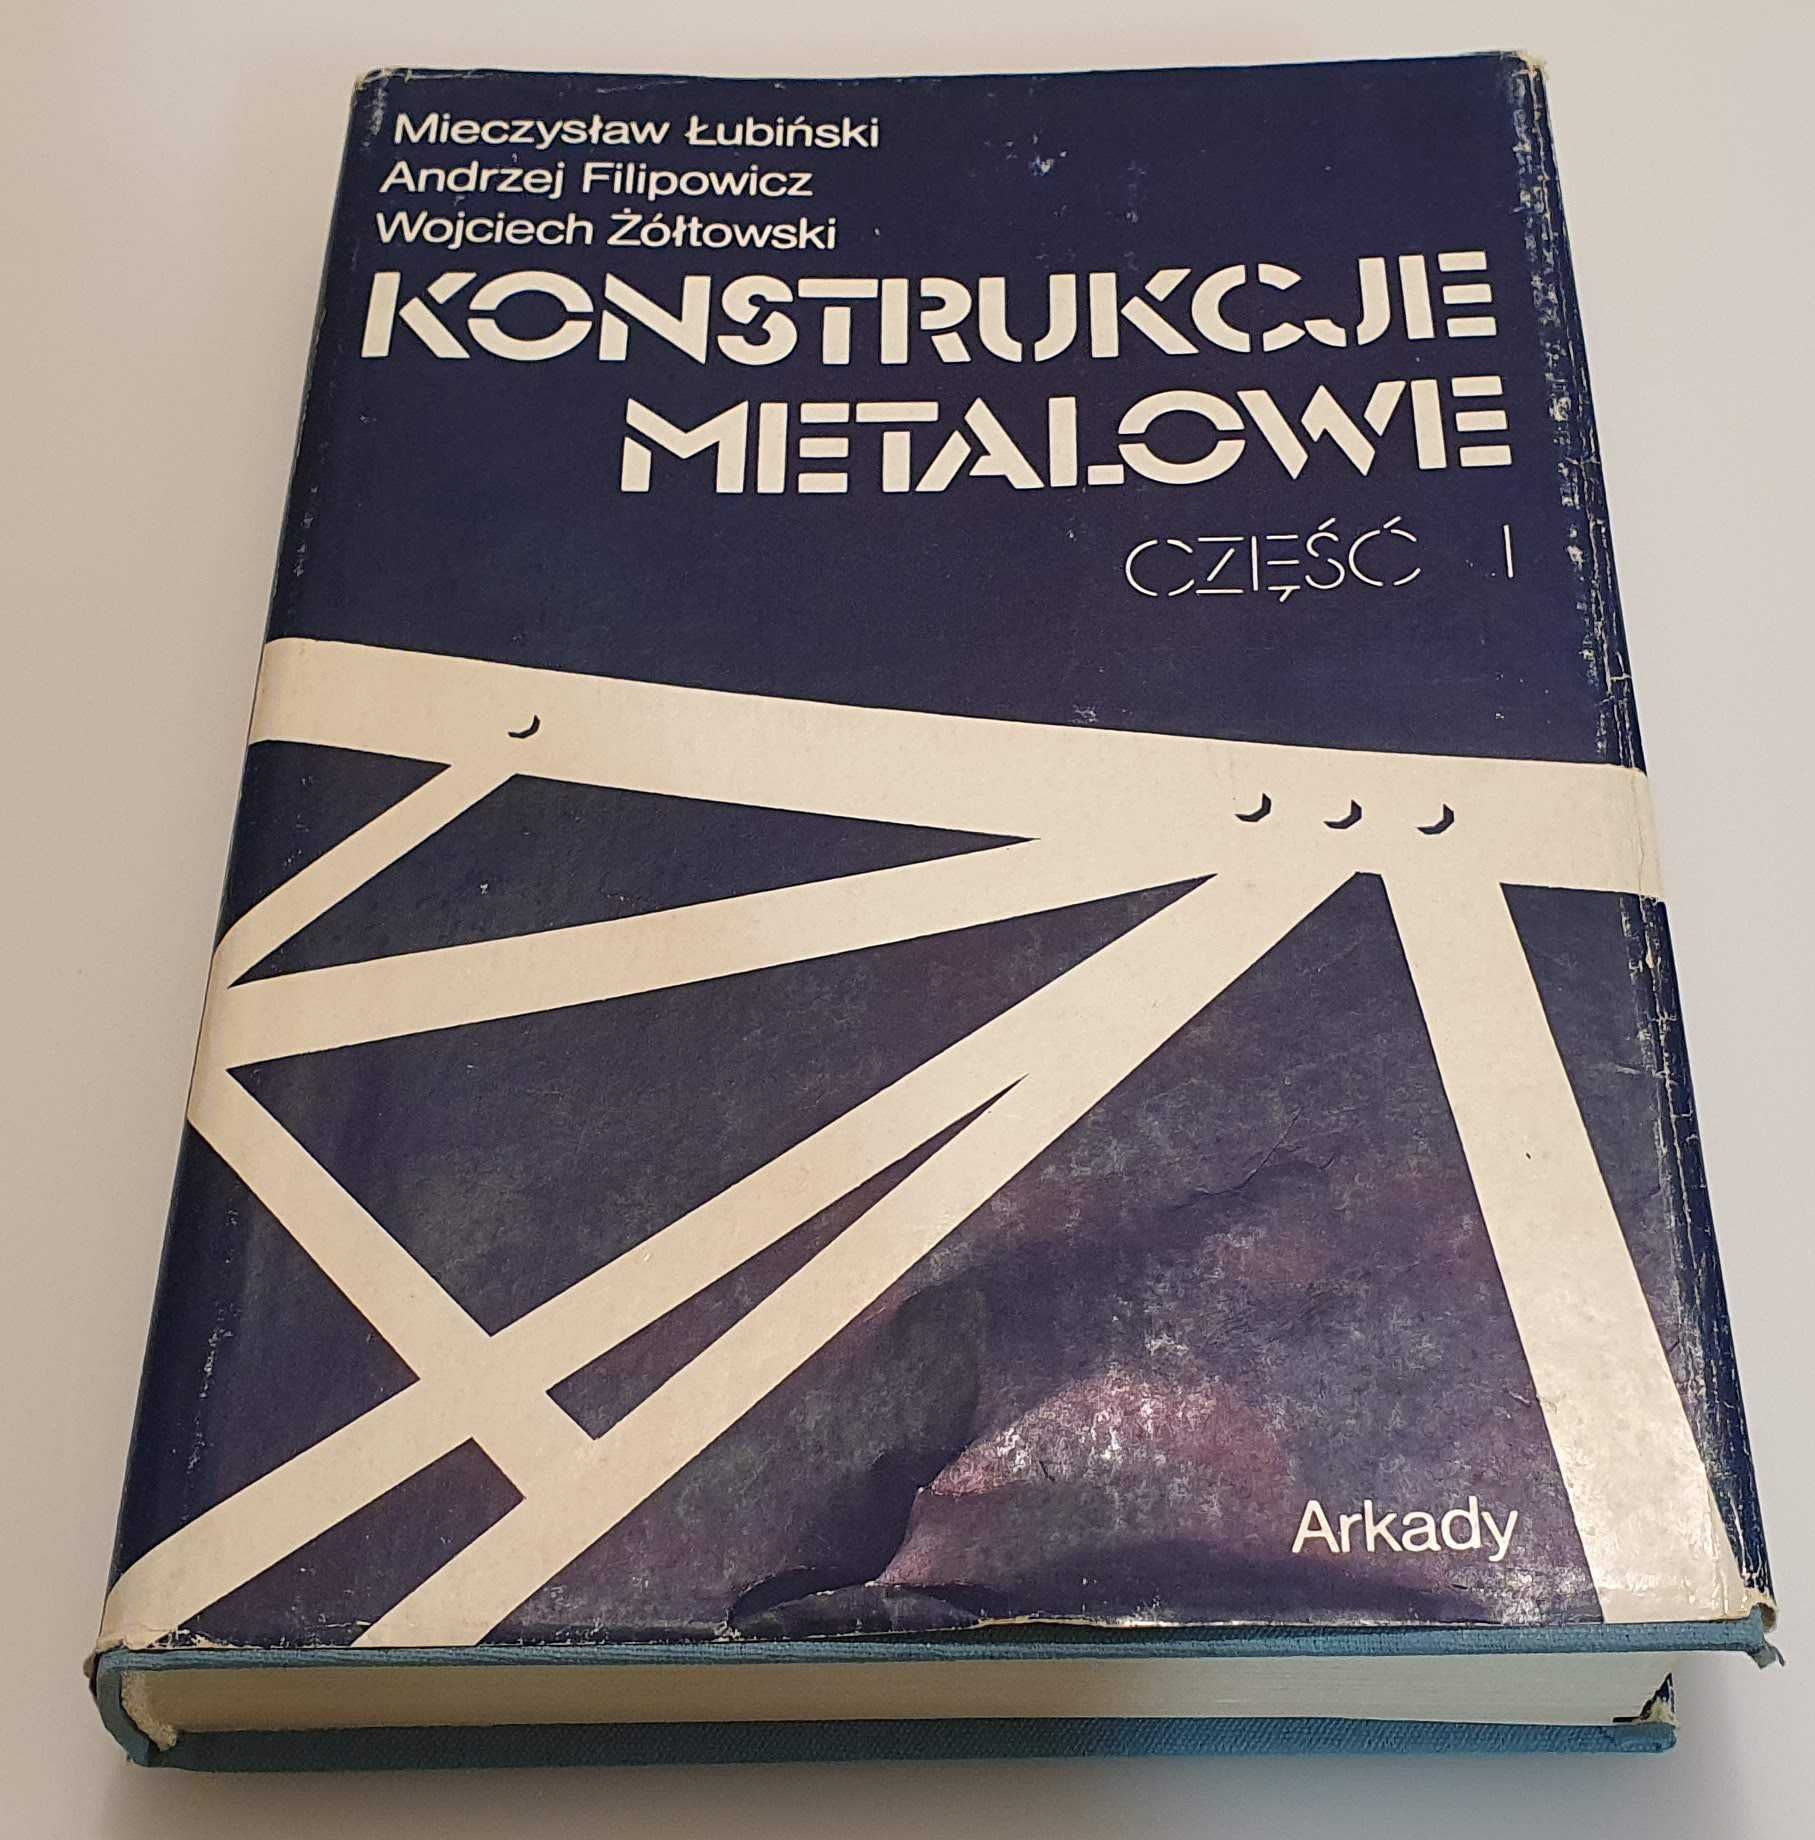 Mieczysław Łubiński
Andrzej Filipowicz
Wojciech Żółtowski
KONSTRUKCJE
METALOWE
CZĘŚĆ I
Arkady